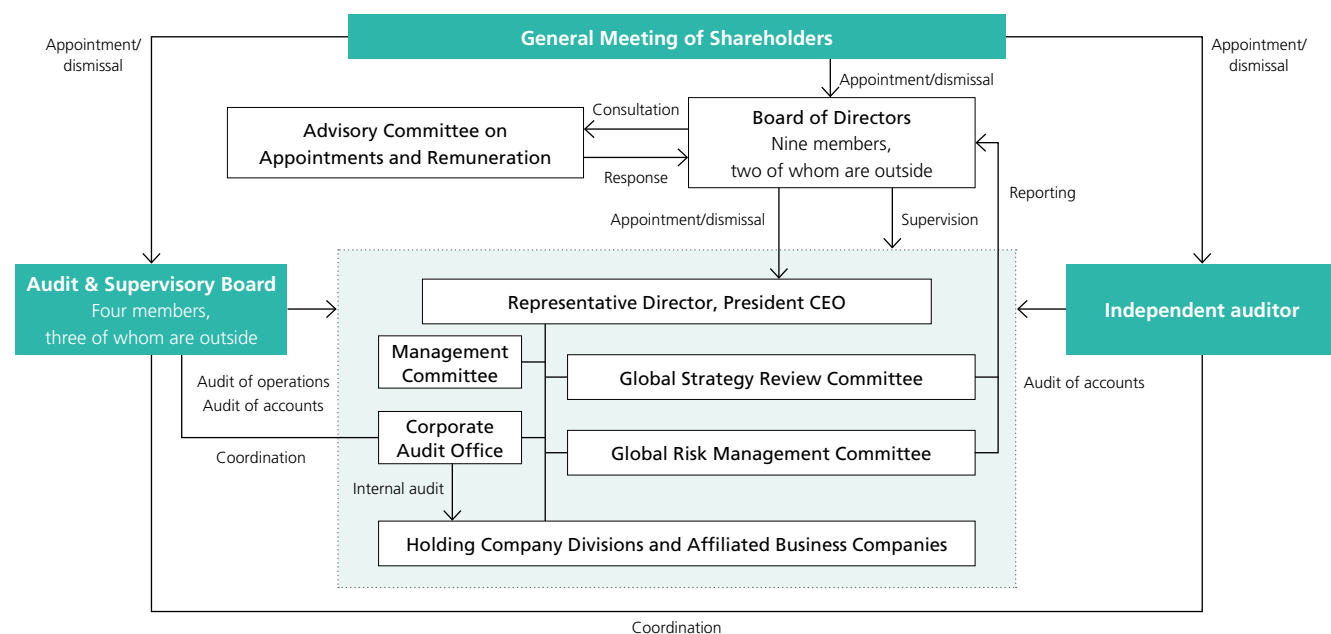 General Meeting of Shareholders
Appointment/
dismissal
Appointment/
dismissal
Appointment/dismissal
Consultation
Advisory Committee on
Appointments and Remuneration
Board of Directors
Nine members,
two of whom are outside
Response
Reporting
Appointment/dismissal
Supervision
Audit & Supervisory Board
Four members,
three of whom are outside
Representative Director, President CEO
Independent auditor
Management
Committee
Global Strategy Review Committee
Audit of operations
Audit of accounts
Audit of accounts
Corporate
Audit Office
Global Risk Management Committee
Coordination
Internal audit
Holding Company Divisions and Affiliated Business Companies
Coordination